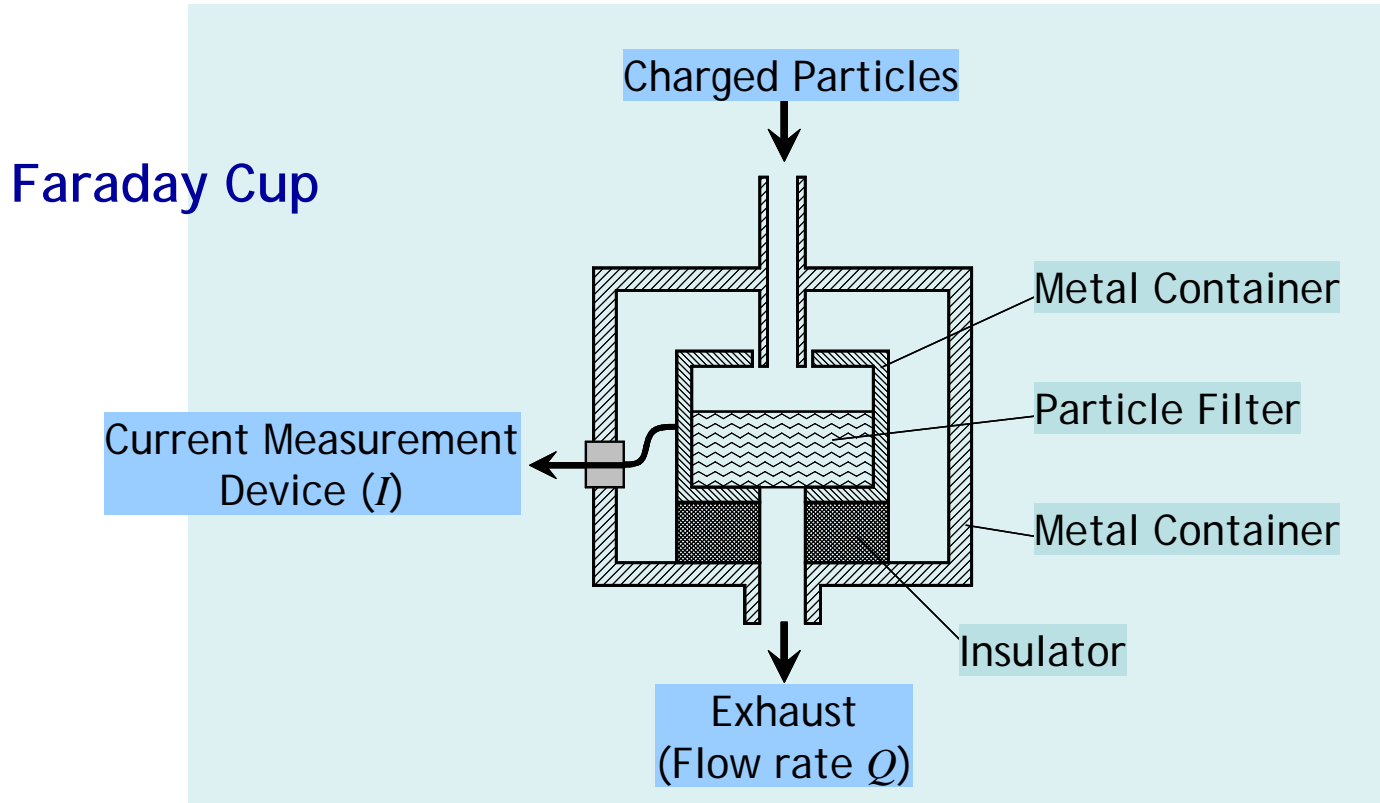 Charged Particles
Faraday Cup
Metal Container
Particle Filter
Current Measurement
Device (I)
Metal Container
Insulator
Exhaust
(Flow rate Q)